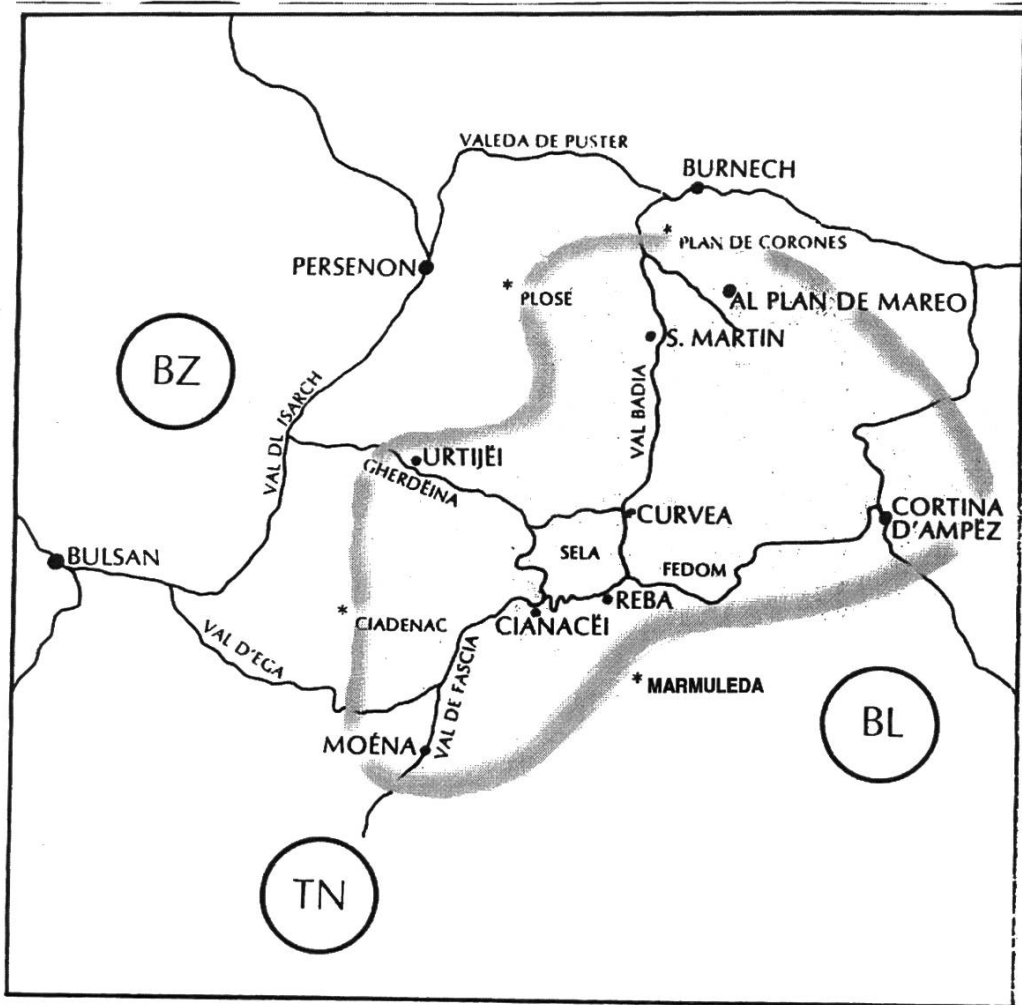 VALEDA DE PUSTER
BURNECH
PLAN DE CORONES
PERSENON
PLOSÉ
AL PLAN DE MAREO
S. MARTIN
BZ
VAL DL ISARCH
VAL BADIA
URTIJËI
GHERDËINA
CURVEA
CORTINA
D'AMPËZ
BULSAN
SELA
FEDOM
REBA
CIANACËI
CIADENAC
VAL D'EGA
VAL DE FASCIA
MARMULEDA
MOÉNA
BL
TN